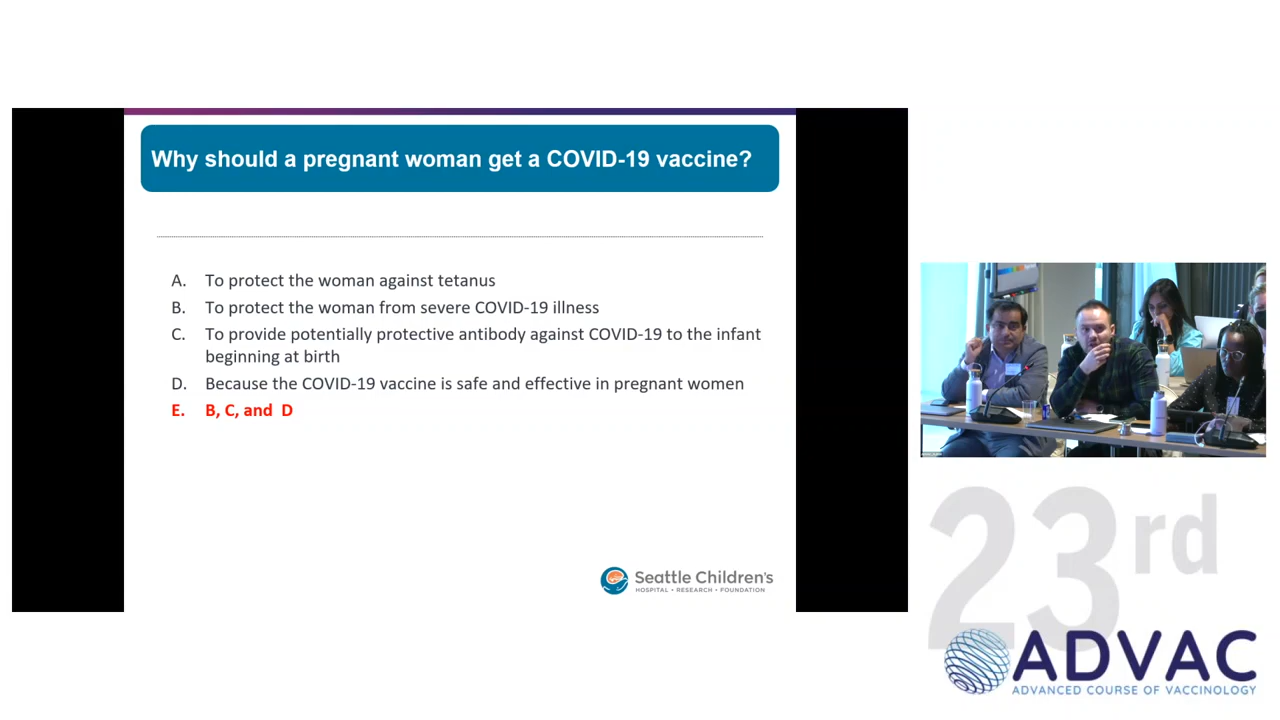 Why should a pregnant woman get a COVID-19 vaccine?
A. To protect the woman against tetanus
B. To protect the woman from severe COVID-19 illness
C. To provide potentially protective antibody against COVID-19 to the infant
beginning at birth
D. Because the COVID-19 vaccine is safe and effective in pregnant women
E. B, C, and D
Seattle Children's
HOSPITAL • RESEARCH • FOUNDATION
23rd
ADVAC
ADVANCED COURSE OF VACCINOLOGY